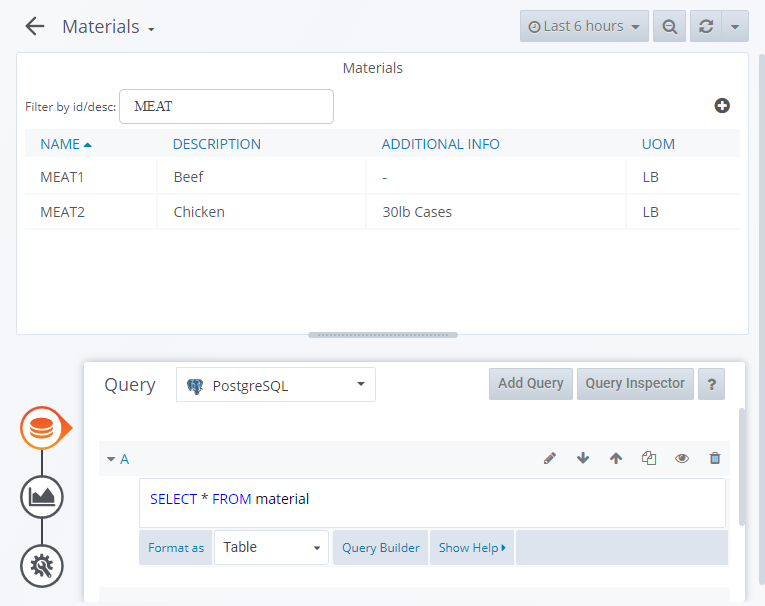 Materials
Last 6 hours
Materials
Filter by id/desc: MEAT
NAME DESCRIPTION ADDITIONAL INFO UOM
MEAT1 Beef - LB
MEAT2 Chicken 30lb Cases LB
Query PostgreSQL Add Query Query Inspector ?
A
SELECT * FROM material
Format as Table Query Builder Show Help